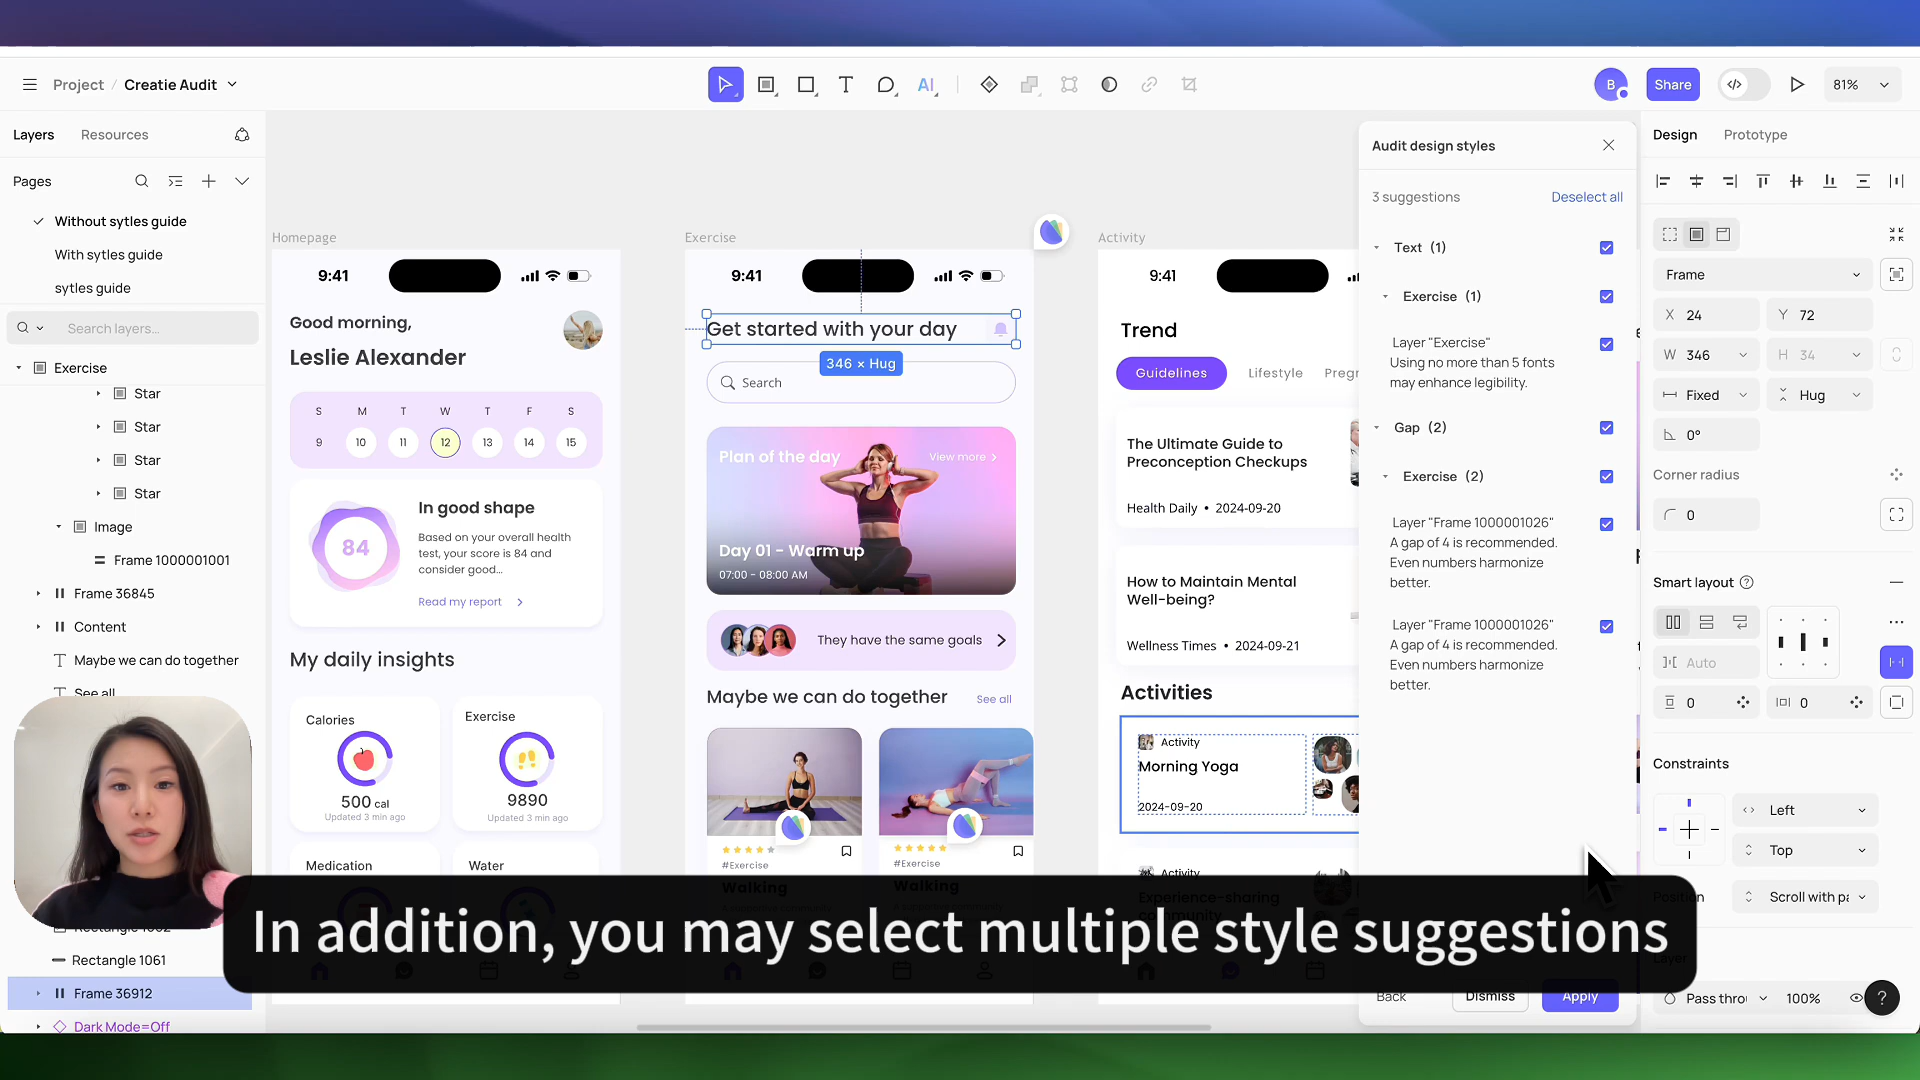 Project / Creatie Audit
AI
B
Share
81%
Layers
Resources
Pages
Without sytles guide
With sytles guide
sytles guide
Search layers...
Exercise
Star
Star
Star
Star
Image
Frame 1000001001
Frame 36845
Content
Maybe we can do together
See all
Rectangle 1061
Frame 36912
Dark Mode=Off
Homepage
9:41
Good morning,
Leslie Alexander
S M T W T F S
9 10 11 12 13 14 15
84
In good shape
Based on your overall health
test, your score is 84 and
consider good...
Read my report
My daily insights
Calories
500 cal
Updated 3 min ago
Exercise
9890
Updated 3 min ago
Medication
Water
Exercise
9:41
Get started with your day
346 × Hug
Search
Plan of the day
View more
Day 01 - Warm up
07:00 - 08:00 AM
They have the same goals
Maybe we can do together
See all
#Exercise
Walking
#Exercise
Walking
Activity
9:41
Trend
Guidelines
Lifestyle
Pregr
The Ultimate Guide to
Preconception Checkups
Health Daily • 2024-09-20
How to Maintain Mental
Well-being?
Wellness Times • 2024-09-21
Activities
Activity
Morning Yoga
2024-09-20
Activity
Experience-sharing
community
Audit design styles
3 suggestions
Deselect all
Text (1)
Exercise (1)
Layer "Exercise"
Using no more than 5 fonts
may enhance legibility.
Gap (2)
Exercise (2)
Layer "Frame 1000001026"
A gap of 4 is recommended.
Even numbers harmonize
better.
Layer "Frame 1000001026"
A gap of 4 is recommended.
Even numbers harmonize
better.
Back
Dismiss
Apply
Design
Prototype
Frame
X 24
Y 72
W 346
H 34
Fixed
Hug
0°
Corner radius
0
Smart layout
Auto
0
0
Constraints
Left
Top
Position
Scroll with pa
Layer
Pass throu
100%
?
In addition, you may select multiple style suggestions